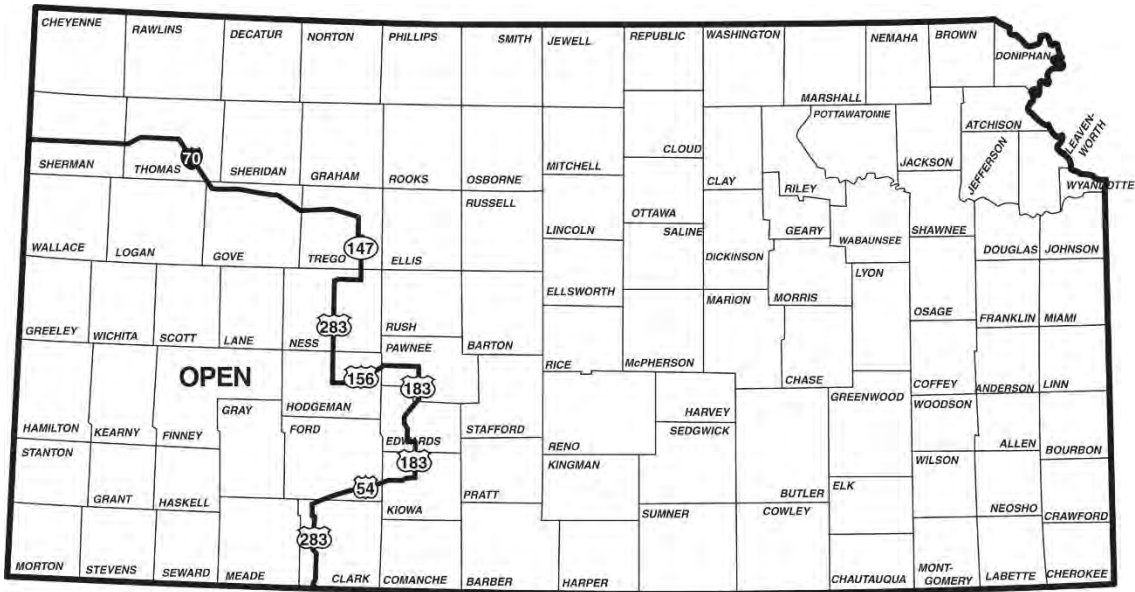 CHEYENNE
RAWLINS
DECATUR
NORTON
PHILLIPS
SMITH
JEWELL
REPUBLIC
WASHINGTON
NEMAHA
BROWN
DONIPHAN
MARSHALL
POTTAWATOMIE
ATCHISON
LEAVEN-
WORTH
SHERMAN
THOMAS
70
SHERIDAN
GRAHAM
ROOKS
OSBORNE
MITCHELL
CLOUD
CLAY
RILEY
JACKSON
JEFFERSON
WYANDOTTE
RUSSELL
OTTAWA
WALLACE
LOGAN
GOVE
TREGO
147
ELLIS
LINCOLN
SALINE
DICKINSON
GEARY
WABAUNSEE
SHAWNEE
DOUGLAS
JOHNSON
LYON
ELLSWORTH
MARION
MORRIS
OSAGE
FRANKLIN
MIAMI
GREELEY
WICHITA
SCOTT
LANE
NESS
283
RUSH
PAWNEE
BARTON
RICE
McPHERSON
CHASE
COFFEY
ANDERSON
LINN
OPEN
156
183
HODGEMAN
GRAY
FORD
EDWARDS
STAFFORD
HARVEY
SEDGWICK
GREENWOOD
WOODSON
HAMILTON
KEARNY
FINNEY
RENO
ALLEN
BOURBON
STANTON
183
KINGMAN
WILSON
GRANT
HASKELL
54
KIOWA
PRATT
BUTLER
ELK
COWLEY
SUMNER
NEOSHO
CRAWFORD
283
MORTON
STEVENS
SEWARD
MEADE
CLARK
COMANCHE
BARBER
HARPER
CHAUTAUQUA
MONT-
GOMERY
LABETTE
CHEROKEE